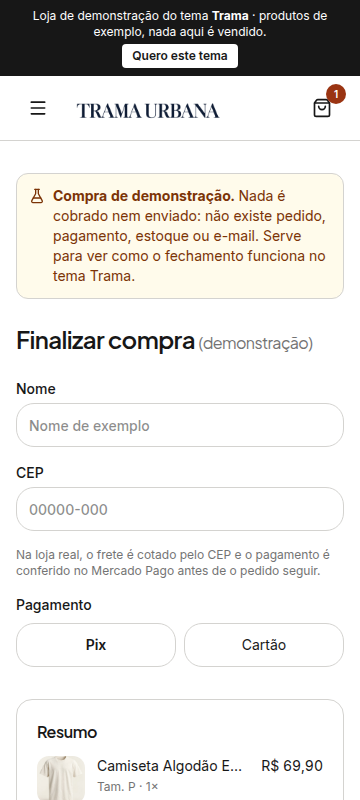 Loja de demonstração do tema Trama · produtos de
exemplo, nada aqui é vendido.
Quero este tema
TRAMA URBANA
1
Compra de demonstração. Nada é
cobrado nem enviado: não existe pedido,
pagamento, estoque ou e-mail. Serve
para ver como o fechamento funciona no
tema Trama.
Finalizar compra (demonstração)
Nome
Nome de exemplo
CEP
00000-000
Na loja real, o frete é cotado pelo CEP e o pagamento é
conferido no Mercado Pago antes de o pedido seguir.
Pagamento
Pix
Cartão
Resumo
Camiseta Algodão E... R$ 69,90
Tam. P · 1×